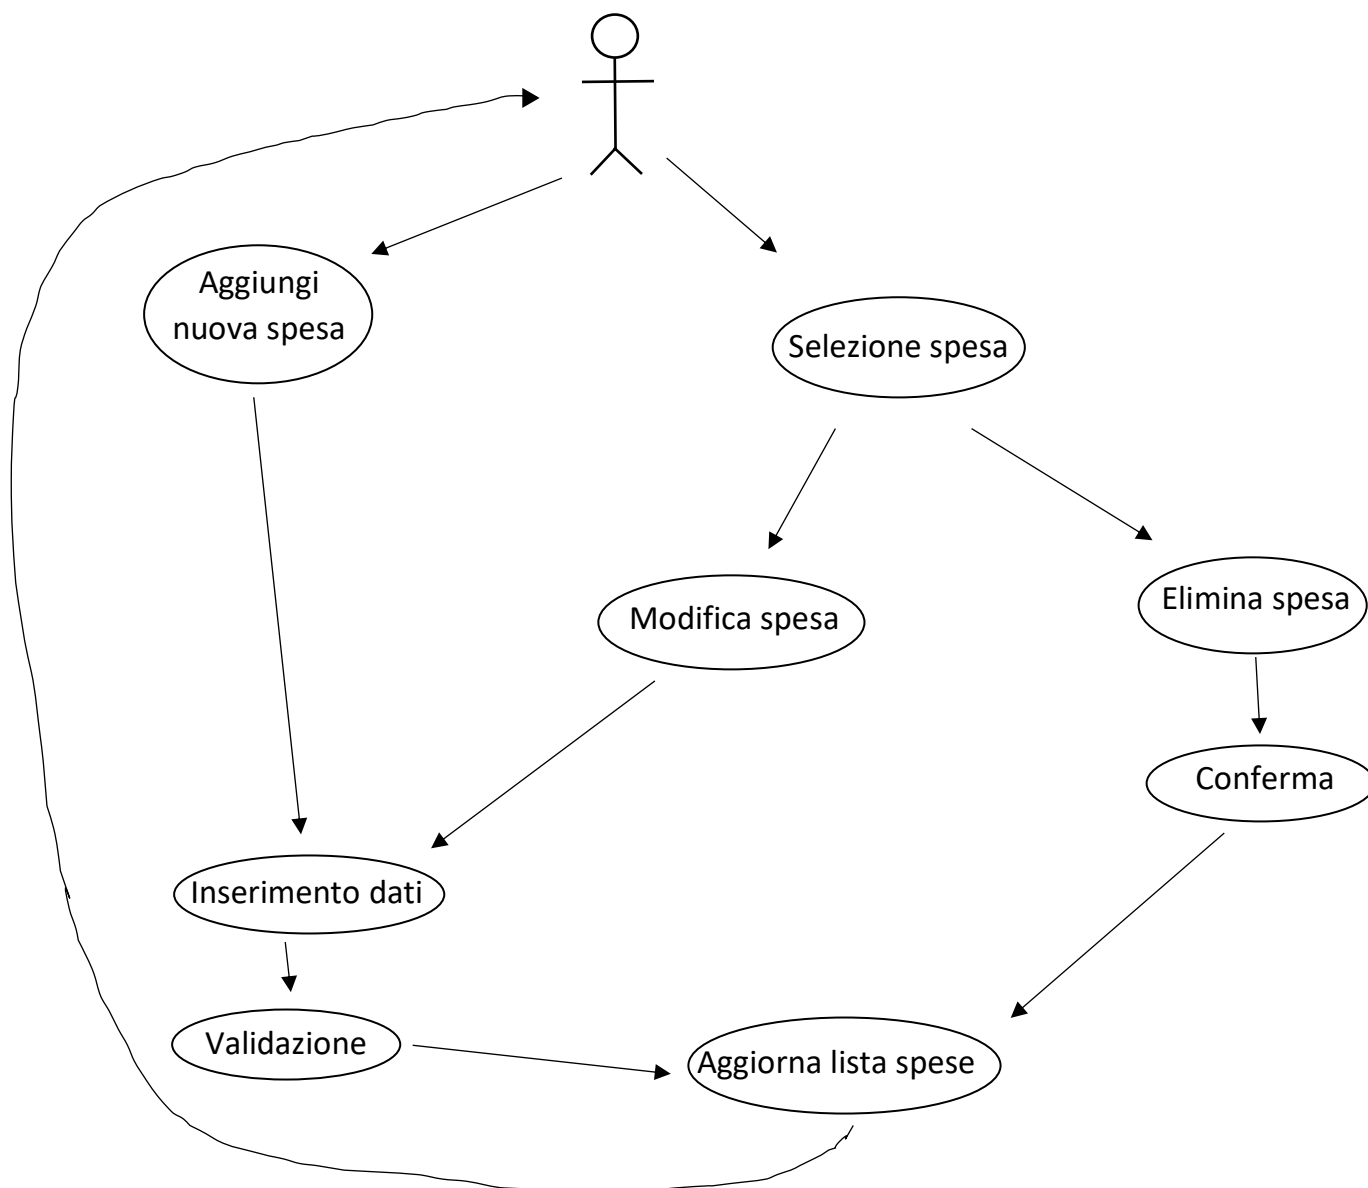 Aggiungi
nuova spesa
Selezione spesa
Modifica spesa
Elimina spesa
Conferma
Inserimento dati
Validazione
Aggiorna lista spese